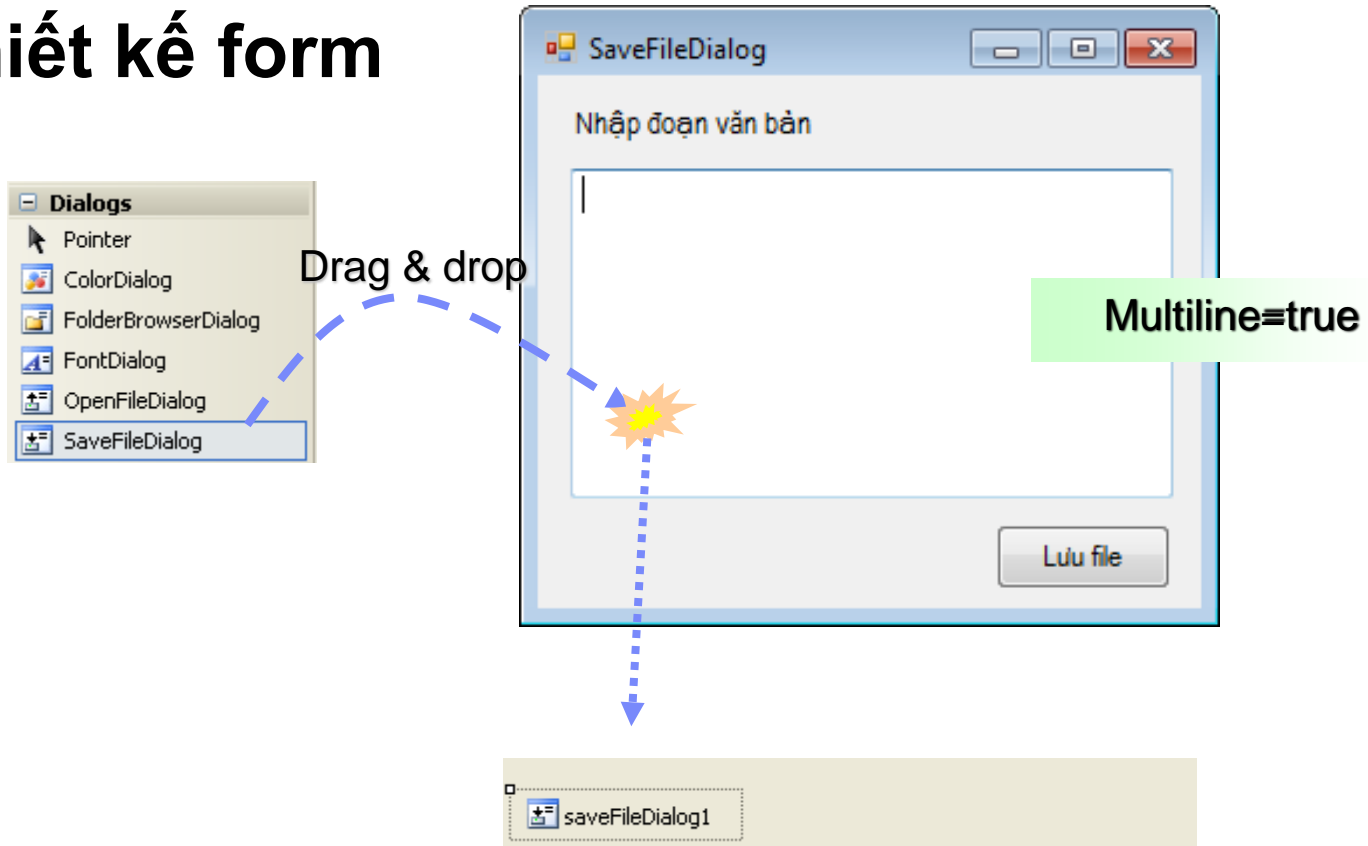 iết kế form
SaveFileDialog
Nhập đoạn văn bản
Dialogs
Pointer
ColorDialog
FolderBrowserDialog
FontDialog
OpenFileDialog
SaveFileDialog
Drag & drop
Multiline=true
Lưu file
saveFileDialog1